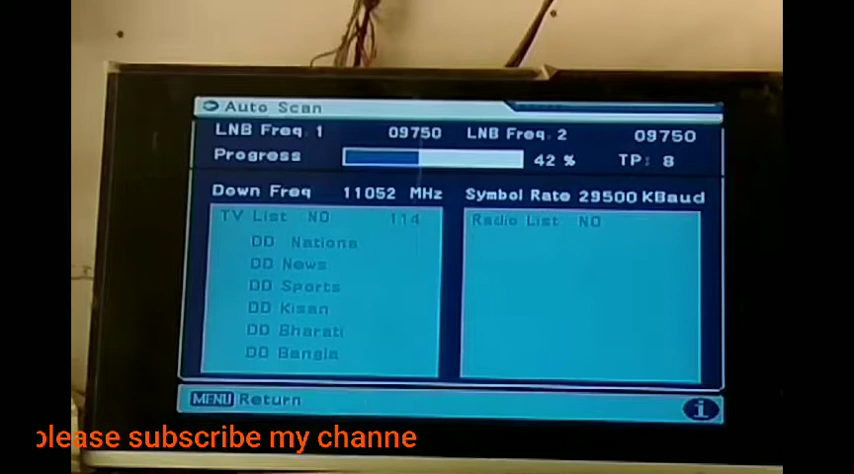 Auto Scan
LNB Freq. 1 09750 LNB Freq. 2 09750
Progress 42 % TP: 8
Down Freq 11052 MHz Symbol Rate 29500 KBaud
TV List NO 114 Radio List NO
DD Nationa
DD News
DD Sports
DD Kisan
DD Bharati
DD Bangla
MENU Return i
please subscribe my channe